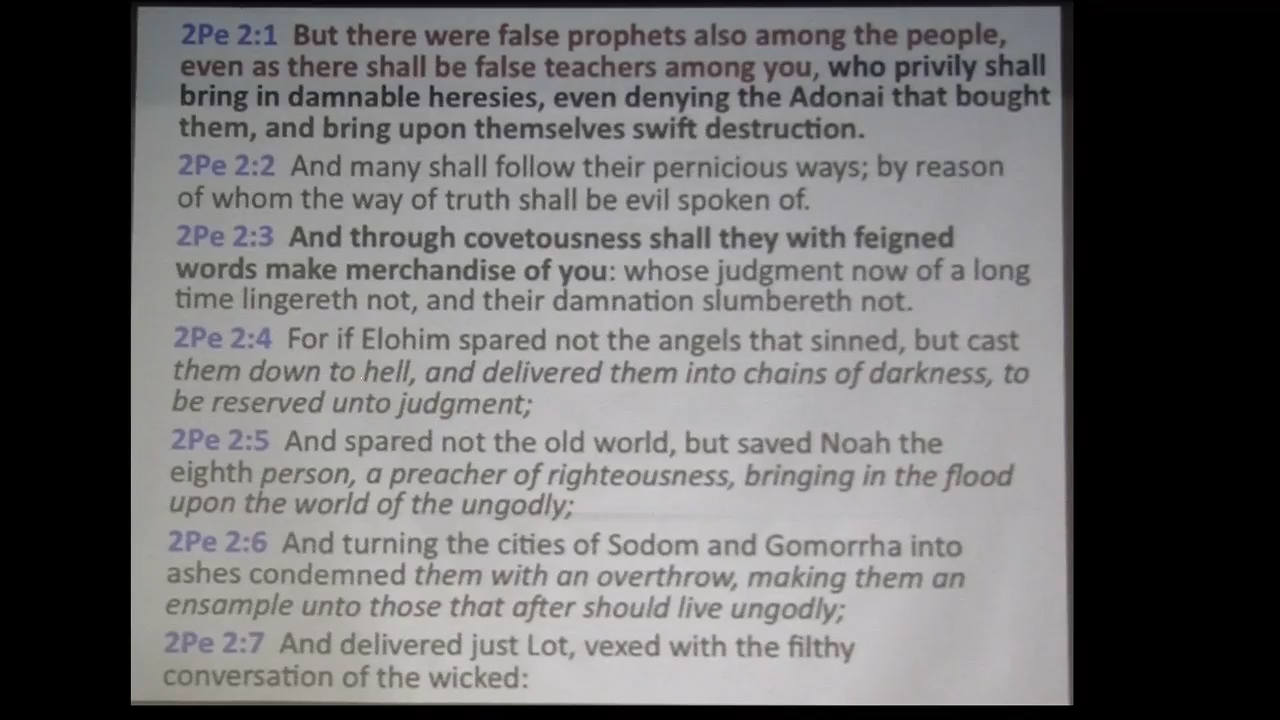 2Pe 2:1 But there were false prophets also among the people,
even as there shall be false teachers among you, who privily shall
bring in damnable heresies, even denying the Adonai that bought
them, and bring upon themselves swift destruction.
2Pe 2:2 And many shall follow their pernicious ways; by reason
of whom the way of truth shall be evil spoken of.
2Pe 2:3 And through covetousness shall they with feigned
words make merchandise of you: whose judgment now of a long
time lingereth not, and their damnation slumbereth not.
2Pe 2:4 For if Elohim spared not the angels that sinned, but cast
them down to hell, and delivered them into chains of darkness, to
be reserved unto judgment;
2Pe 2:5 And spared not the old world, but saved Noah the
eighth person, a preacher of righteousness, bringing in the flood
upon the world of the ungodly;
2Pe 2:6 And turning the cities of Sodom and Gomorrha into
ashes condemned them with an overthrow, making them an
ensample unto those that after should live ungodly;
2Pe 2:7 And delivered just Lot, vexed with the filthy
conversation of the wicked: